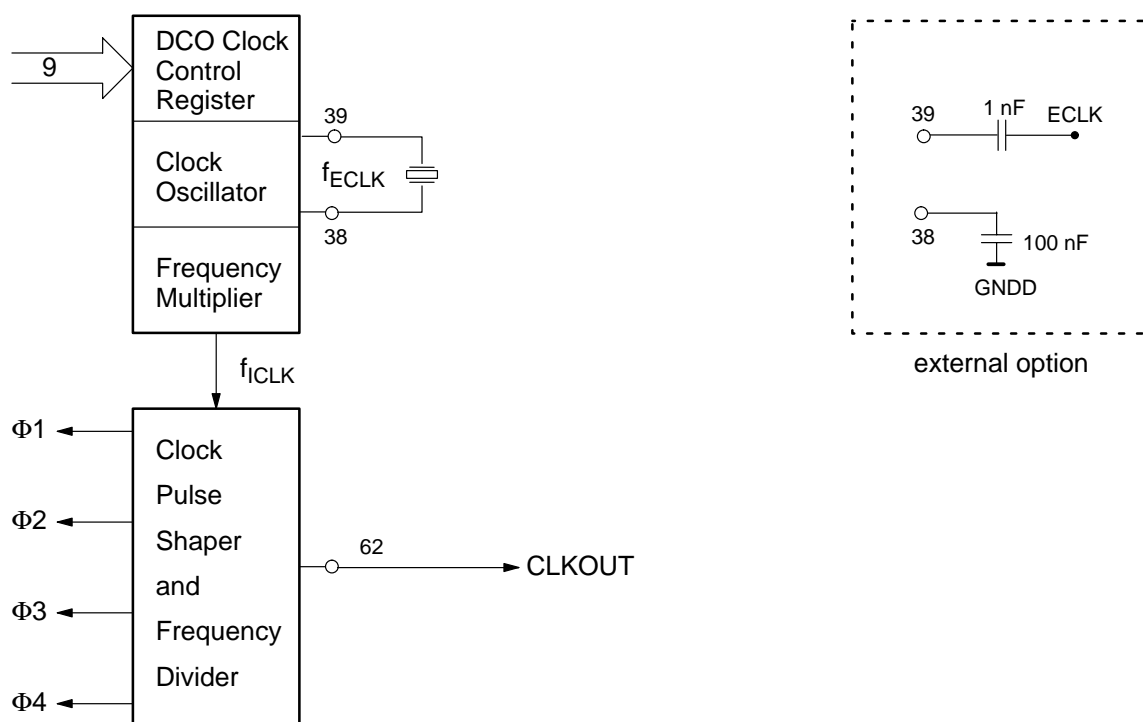 DCO Clock
Control
Register
9
39
Clock
Oscillator
fECLK
38
Frequency
Multiplier
fICLK
Φ1
Φ2
Φ3
Φ4
Clock
Pulse
Shaper
and
Frequency
Divider
62
CLKOUT
39
1 nF
ECLK
38
100 nF
GNDD
external option